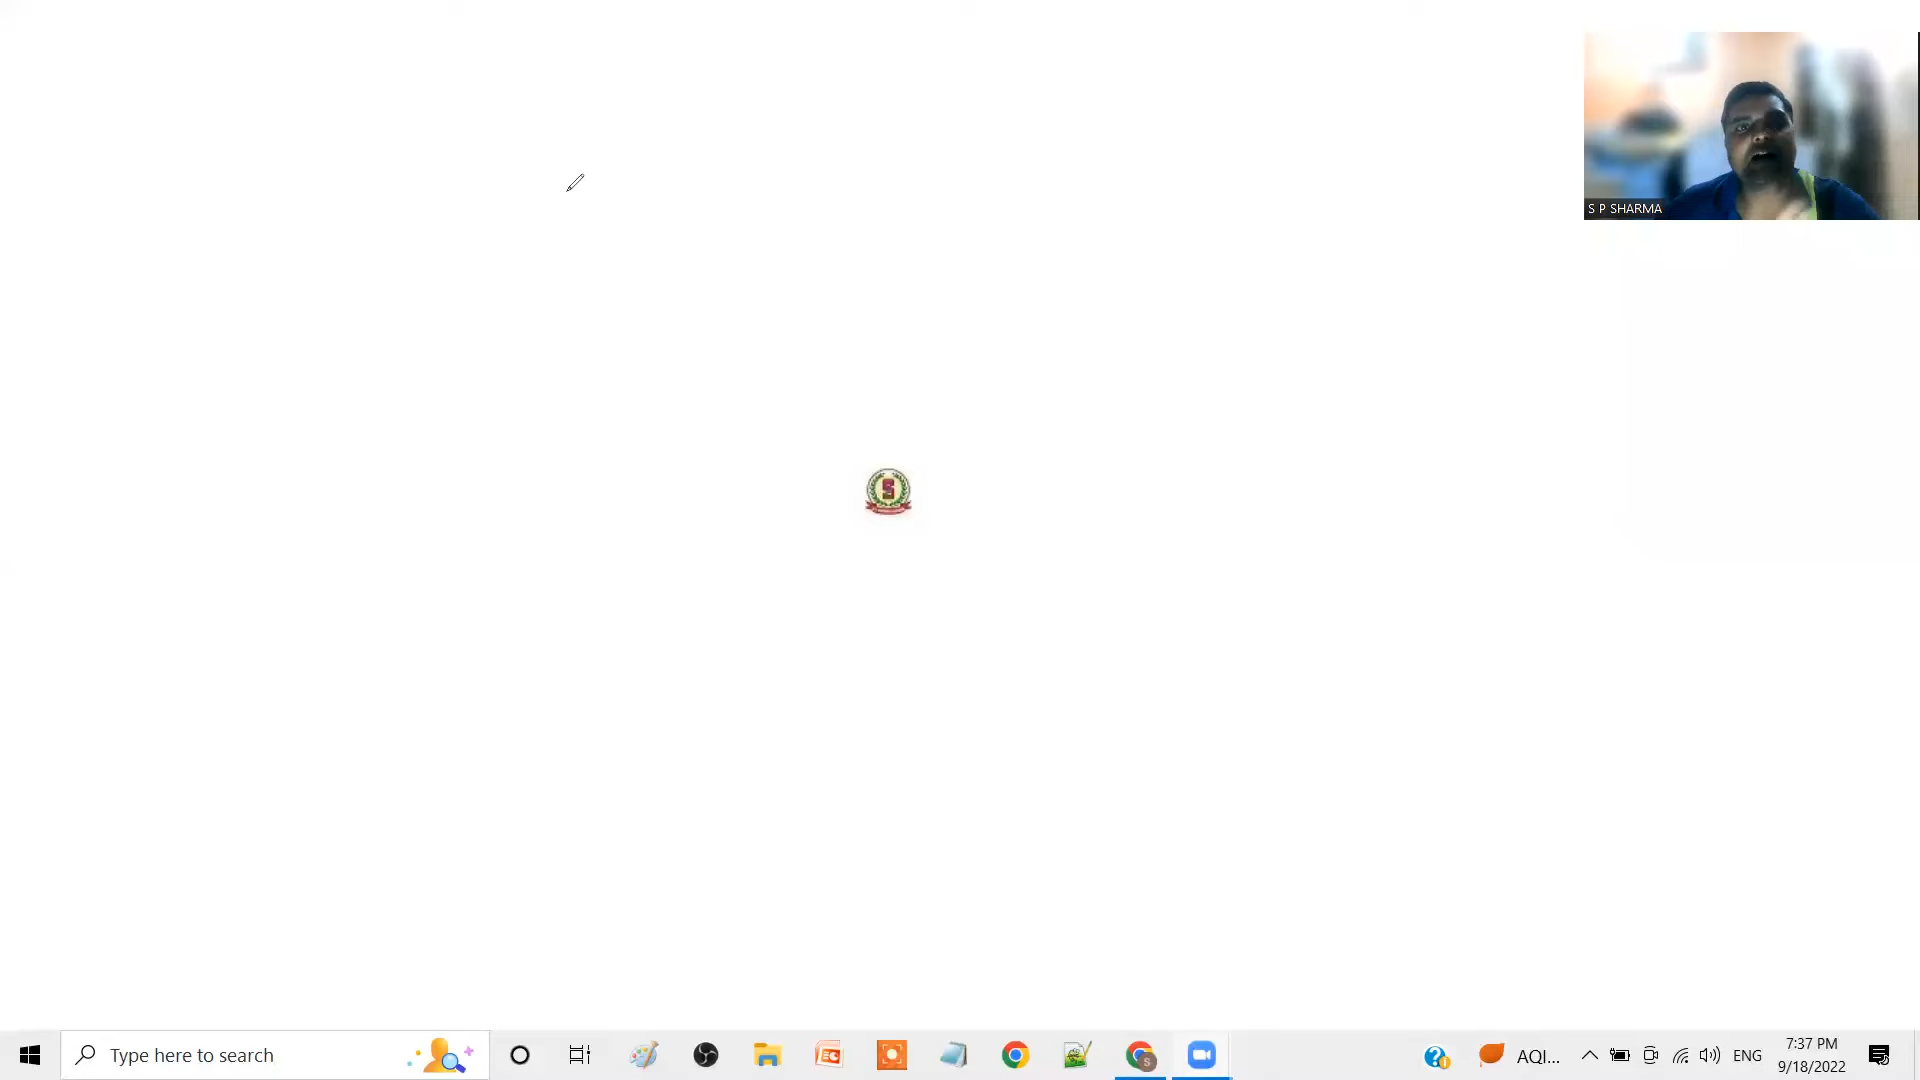 S P SHARMA
S
Type here to search
S
AQI...
ENG
7:37 PM
9/18/2022